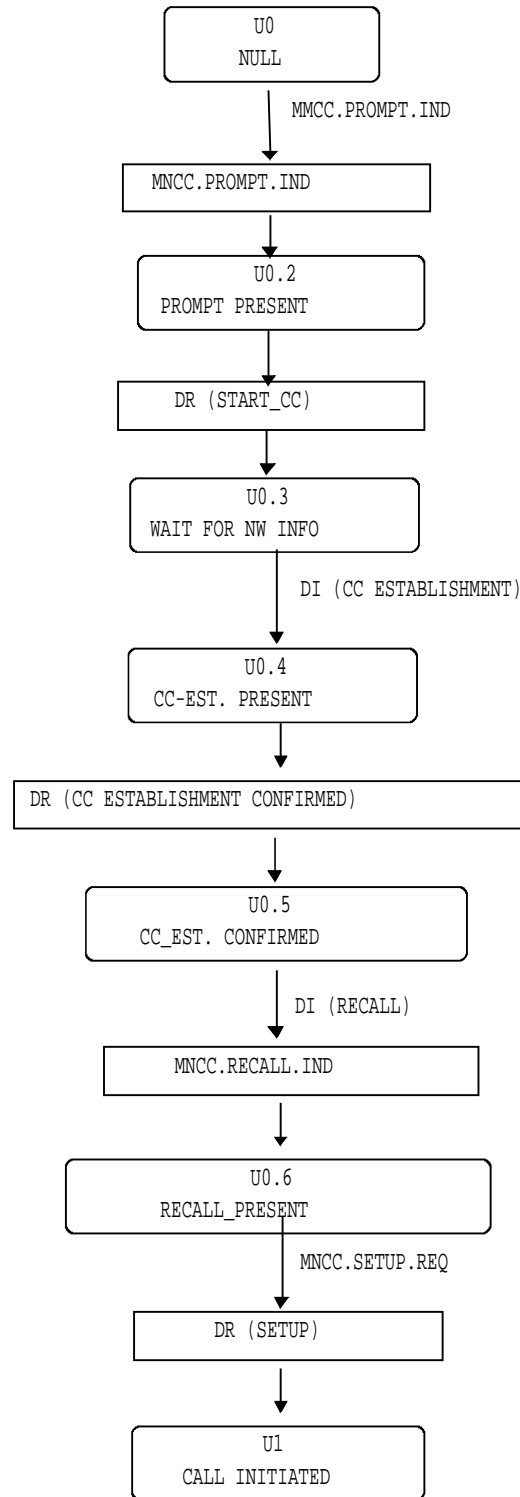 U0
NULL
MMCC.PROMPT.IND
MNCC.PROMPT.IND
U0.2
PROMPT PRESENT
DR (START_CC)
U0.3
WAIT FOR NW INFO
DI (CC ESTABLISHMENT)
U0.4
CC-EST. PRESENT
DR (CC ESTABLISHMENT CONFIRMED)
U0.5
CC_EST. CONFIRMED
DI (RECALL)
MNCC.RECALL.IND
U0.6
RECALL_PRESENT
MNCC.SETUP.REQ
DR (SETUP)
U1
CALL INITIATED